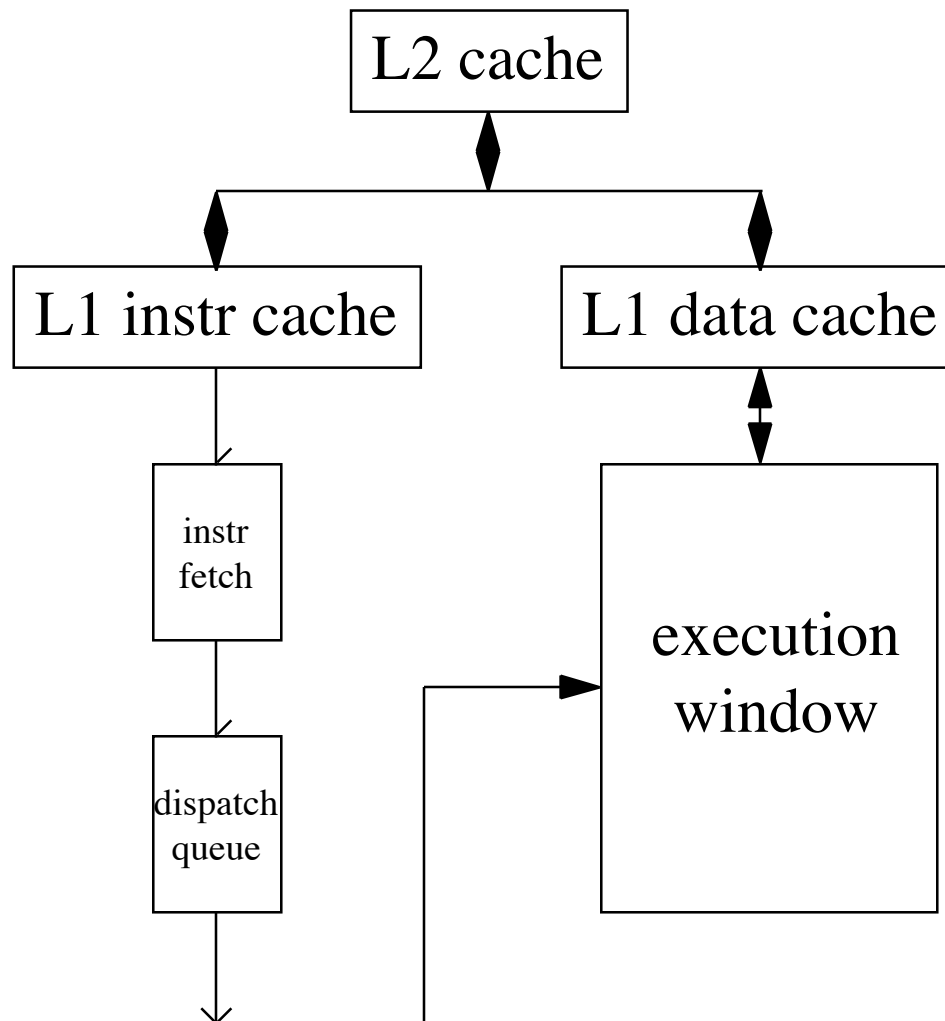 L2 cache
L1 instr cache
L1 data cache
instr
fetch
execution
window
dispatch
queue